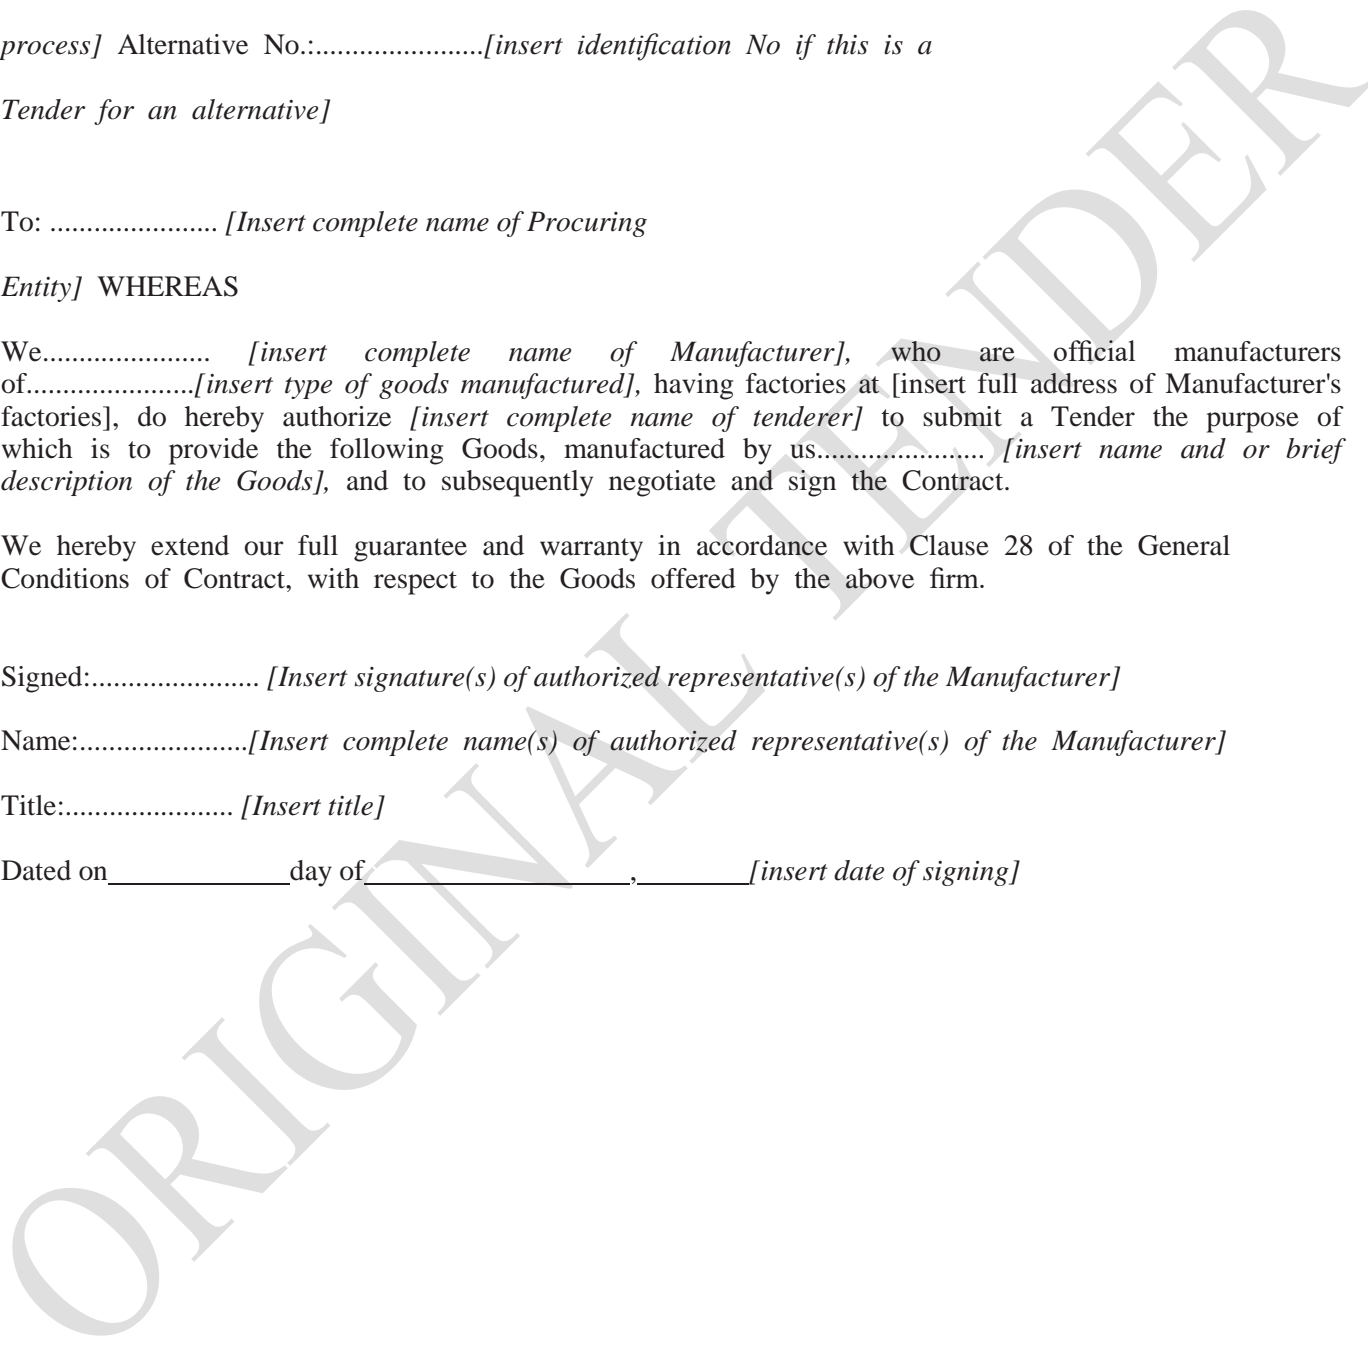 process] Alternative No.:.......................[insert identification No if this is a
Tender for an alternative]
To: ....................... [Insert complete name of Procuring
Entity] WHEREAS
We....................... [insert complete name of Manufacturer], who are official manufacturers
of.......................[insert type of goods manufactured], having factories at [insert full address of Manufacturer's
factories], do hereby authorize [insert complete name of tenderer] to submit a Tender the purpose of
which is to provide the following Goods, manufactured by us....................... [insert name and or brief
description of the Goods], and to subsequently negotiate and sign the Contract.
We hereby extend our full guarantee and warranty in accordance with Clause 28 of the General
Conditions of Contract, with respect to the Goods offered by the above firm.
Signed:....................... [Insert signature(s) of authorized representative(s) of the Manufacturer]
Name:.......................[Insert complete name(s) of authorized representative(s) of the Manufacturer]
Title:....................... [Insert title]
Dated on_____________day of___________________,________[insert date of signing]
ORIGINAL TENDER